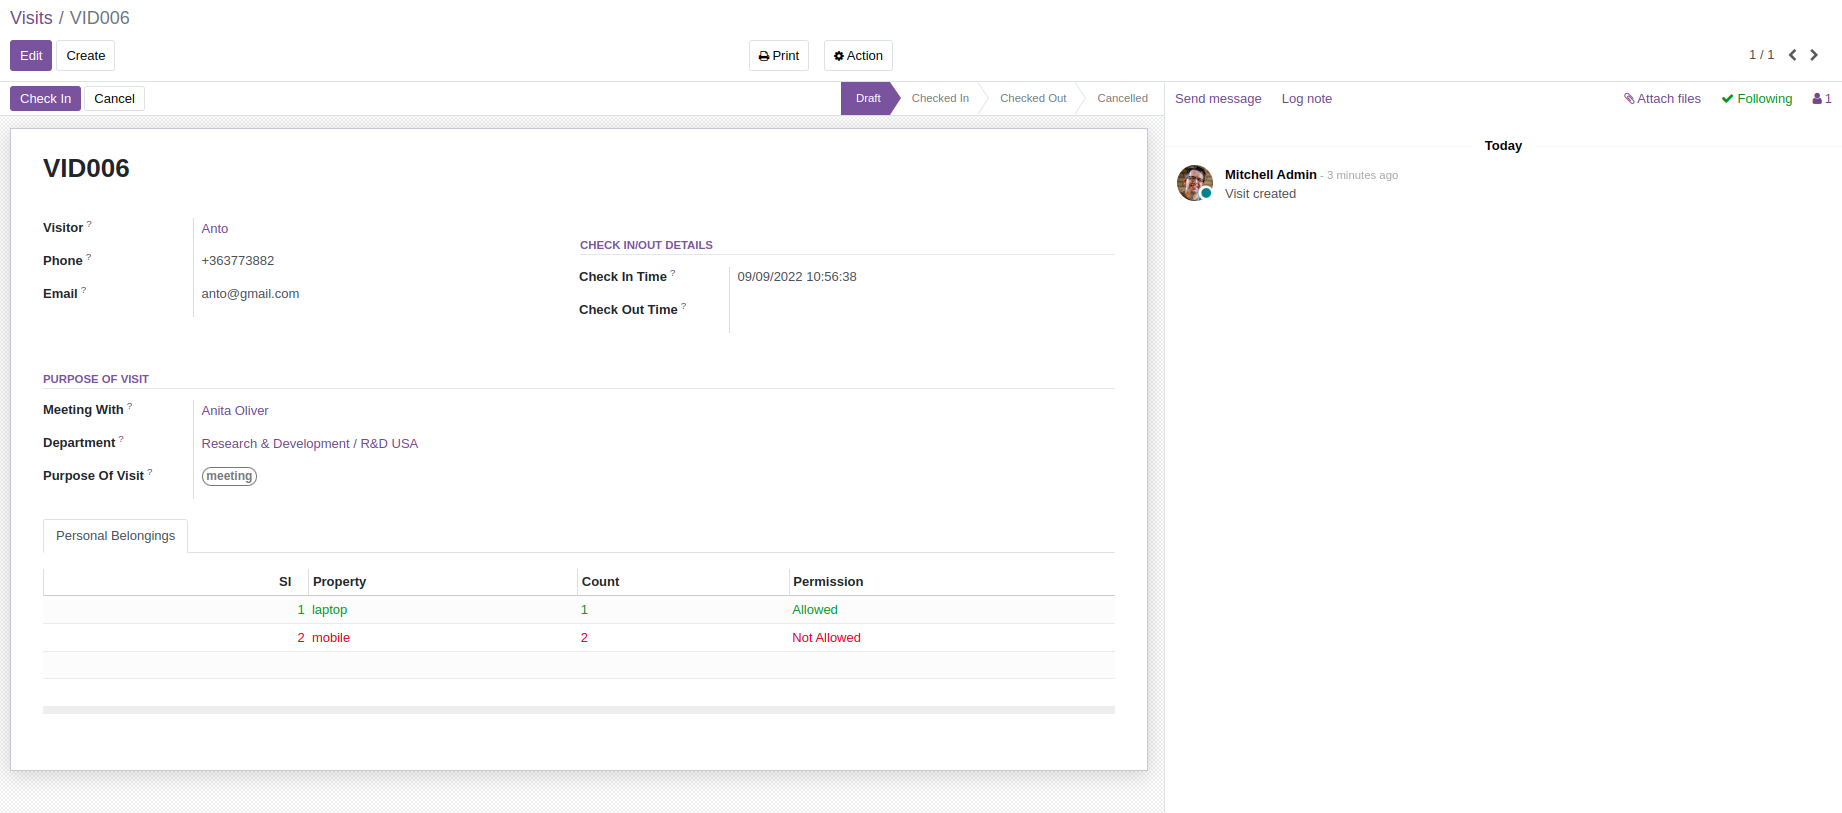 Visits / VID006
Edit Create Print Action 1 / 1
Check In Cancel Draft Checked In Checked Out Cancelled
Send message Log note Attach files Following 1
VID006
Visitor ? Anto
Phone ? +363773882
Email ? anto@gmail.com
CHECK IN/OUT DETAILS
Check In Time ? 09/09/2022 10:56:38
Check Out Time ?
PURPOSE OF VISIT
Meeting With ? Anita Oliver
Department ? Research & Development / R&D USA
Purpose Of Visit ? meeting
Personal Belongings
Sl Property Count Permission
1 laptop 1 Allowed
2 mobile 2 Not Allowed
Today
Mitchell Admin - 3 minutes ago
Visit created